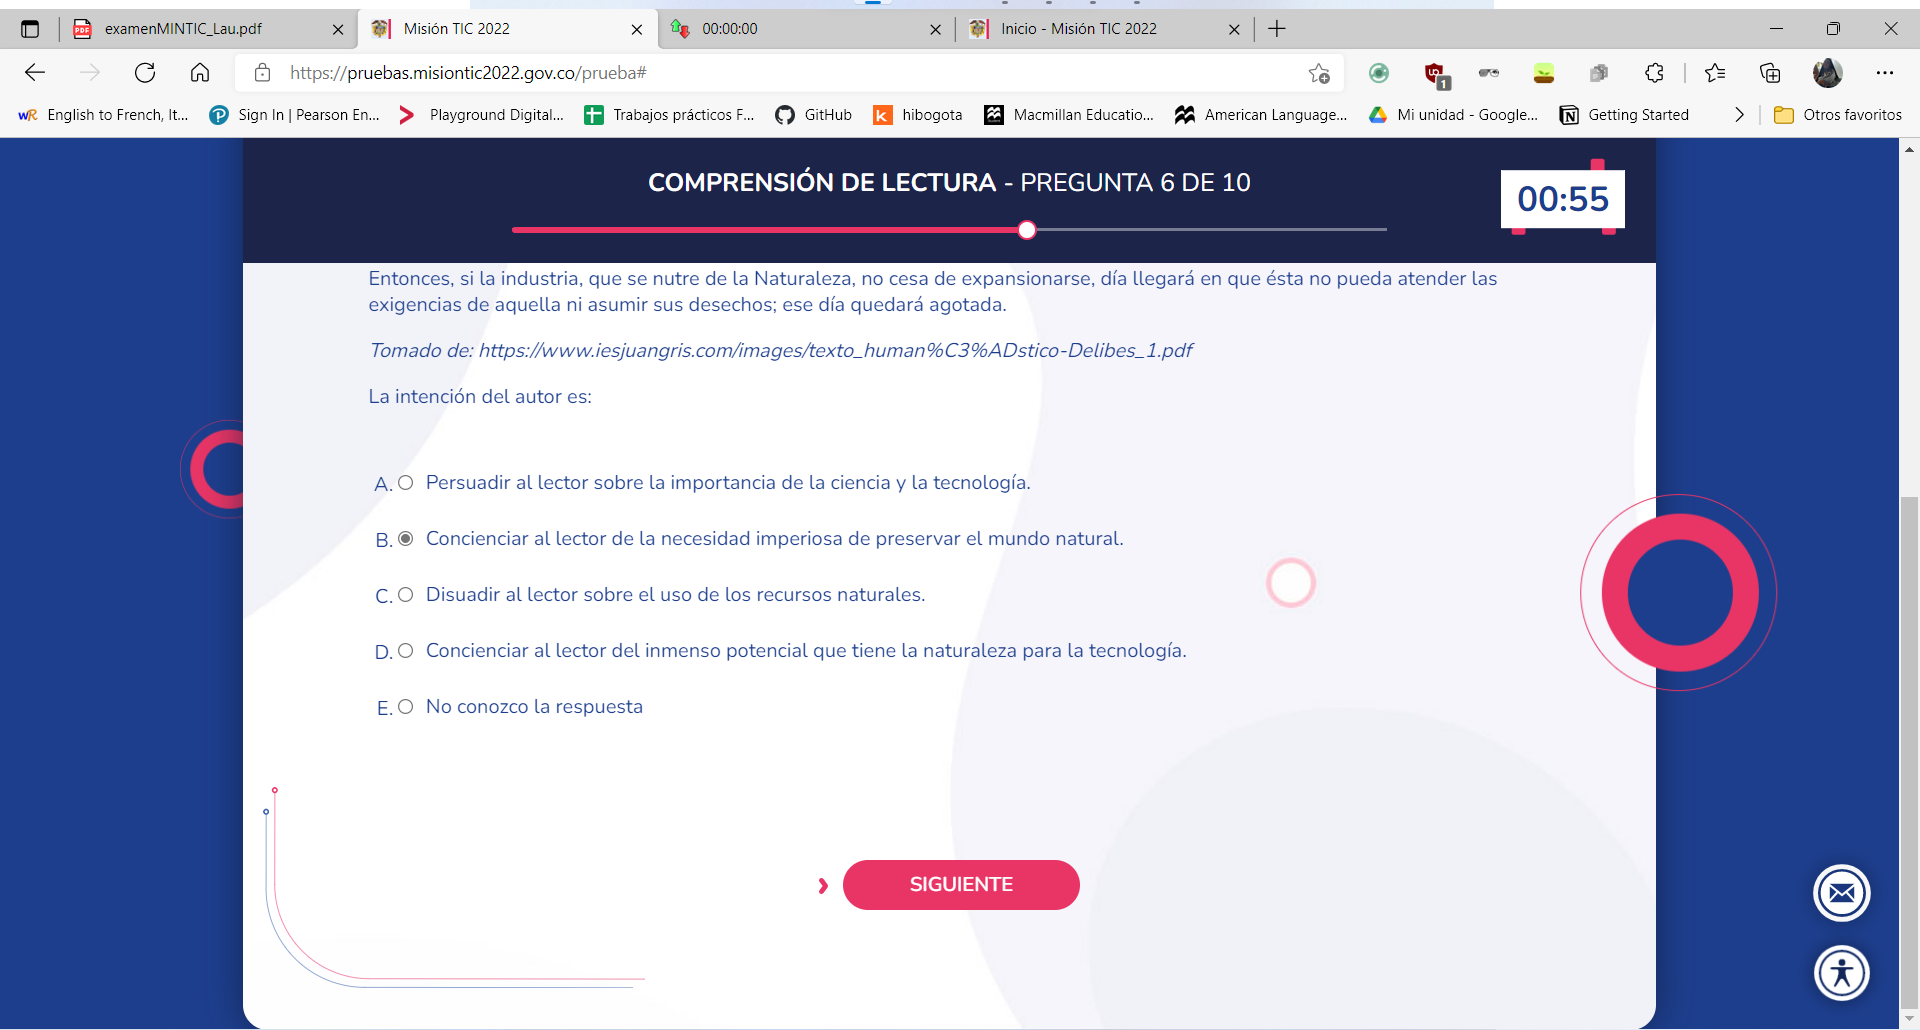 examenMINTIC_Lau.pdf
Misión TIC 2022
00:00:00
Inicio - Misión TIC 2022
https://pruebas.misiontic2022.gov.co/prueba#
1
English to French, It...
Sign In | Pearson En...
Playground Digital...
Trabajos prácticos F...
GitHub
hibogota
Macmillan Educatio...
American Language...
Mi unidad - Google...
Getting Started
Otros favoritos
COMPRENSIÓN DE LECTURA - PREGUNTA 6 DE 10
00:55
Entonces, si la industria, que se nutre de la Naturaleza, no cesa de expansionarse, día llegará en que ésta no pueda atender las
exigencias de aquella ni asumir sus desechos; ese día quedará agotada.
Tomado de: https://www.iesjuangris.com/images/texto_human%C3%ADstico-Delibes_1.pdf
La intención del autor es:
A. Persuadir al lector sobre la importancia de la ciencia y la tecnología.
B. Concienciar al lector de la necesidad imperiosa de preservar el mundo natural.
C. Disuadir al lector sobre el uso de los recursos naturales.
D. Concienciar al lector del inmenso potencial que tiene la naturaleza para la tecnología.
E. No conozco la respuesta
SIGUIENTE